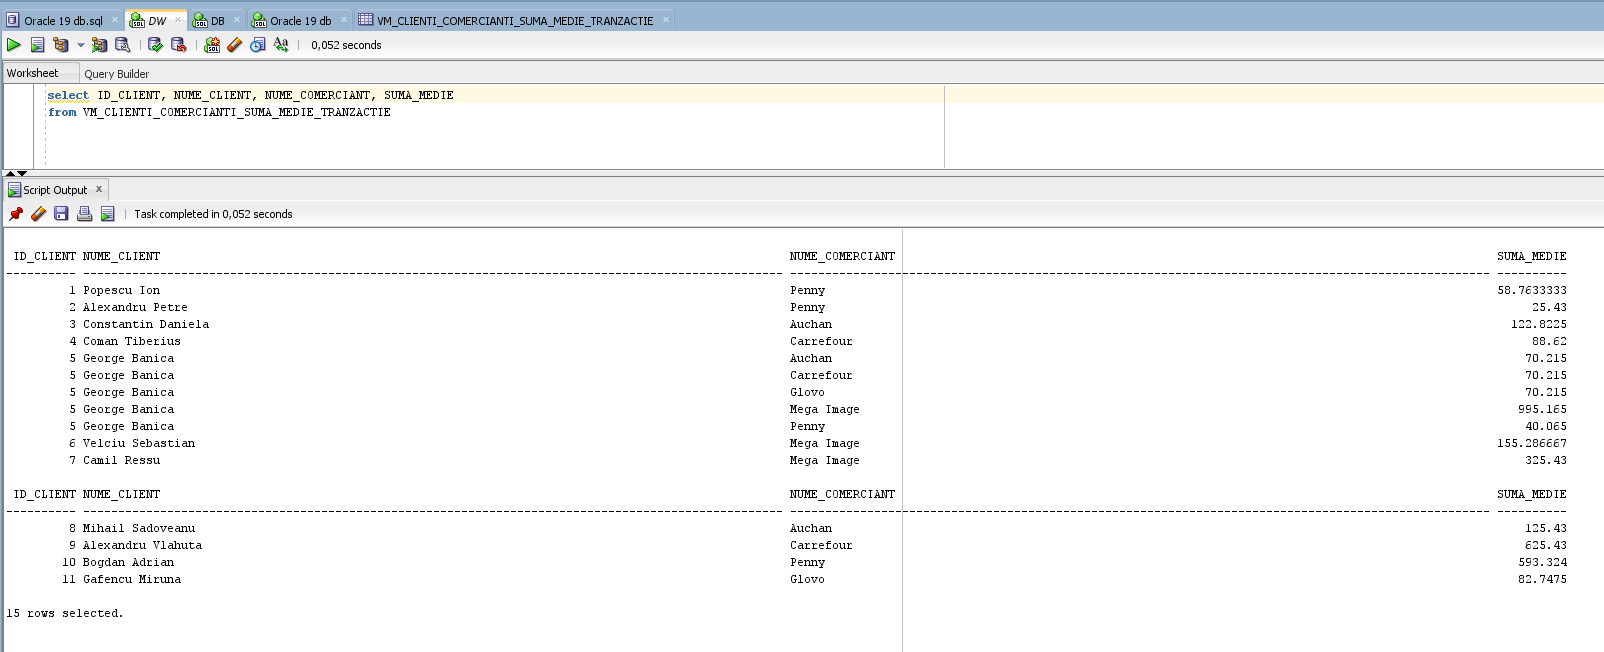 Oracle 19 db.sql x DW x DB x Oracle 19 db x VM_CLIENTI_COMERCIANTI_SUMA_MEDIE_TRANZACTIE x
0,052 seconds
Worksheet Query Builder
select ID_CLIENT, NUME_CLIENT, NUME_COMERCIANT, SUMA_MEDIE
from VM_CLIENTI_COMERCIANTI_SUMA_MEDIE_TRANZACTIE
Script Output x
Task completed in 0,052 seconds
ID_CLIENT NUME_CLIENT NUME_COMERCIANT SUMA_MEDIE
1 Popescu Ion Penny 58.7633333
2 Alexandru Petre Penny 25.43
3 Constantin Daniela Auchan 122.8225
4 Coman Tiberius Carrefour 88.62
5 George Banica Auchan 70.215
5 George Banica Carrefour 70.215
5 George Banica Glovo 70.215
5 George Banica Mega Image 995.165
5 George Banica Penny 40.065
6 Velciu Sebastian Mega Image 155.286667
7 Camil Ressu Mega Image 325.43
ID_CLIENT NUME_CLIENT NUME_COMERCIANT SUMA_MEDIE
8 Mihail Sadoveanu Auchan 125.43
9 Alexandru Vlahuta Carrefour 625.43
10 Bogdan Adrian Penny 593.324
11 Gafencu Miruna Glovo 82.7475
15 rows selected.